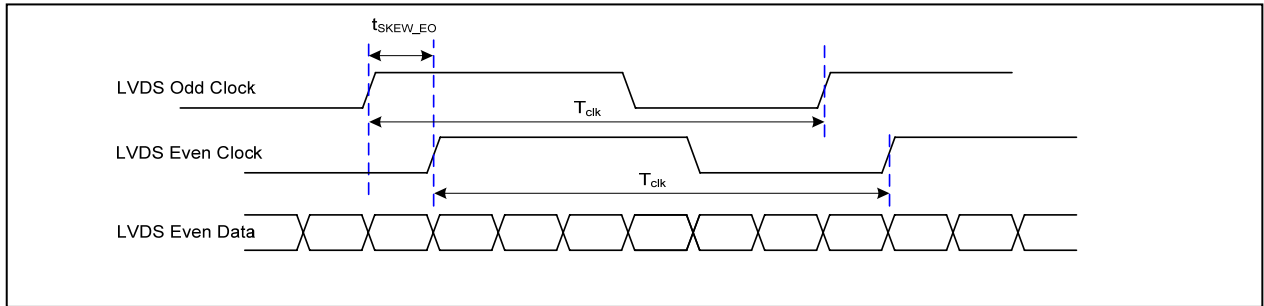 tSKEW_EO
LVDS Odd Clock
Tclk
LVDS Even Clock
Tclk
LVDS Even Data